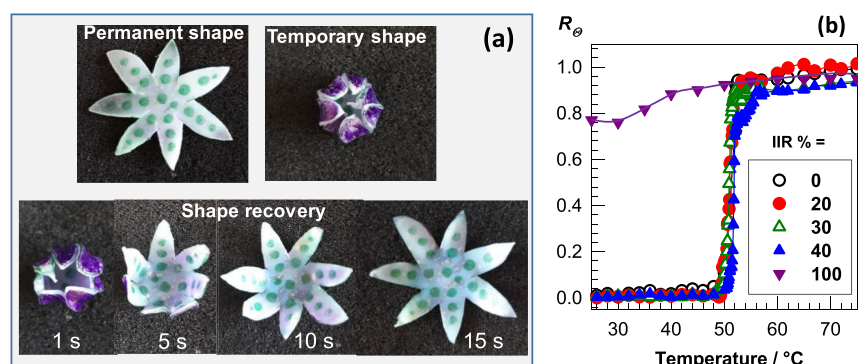 Permanent shape
Temporary shape
(a)
Shape recovery
1 s
5 s
10 s
15 s
(b)
RΘ
1.0
0.8
0.6
0.4
0.2
0.0
IIR % =
0
20
30
40
100
30
40
50
60
70
Temperature / °C